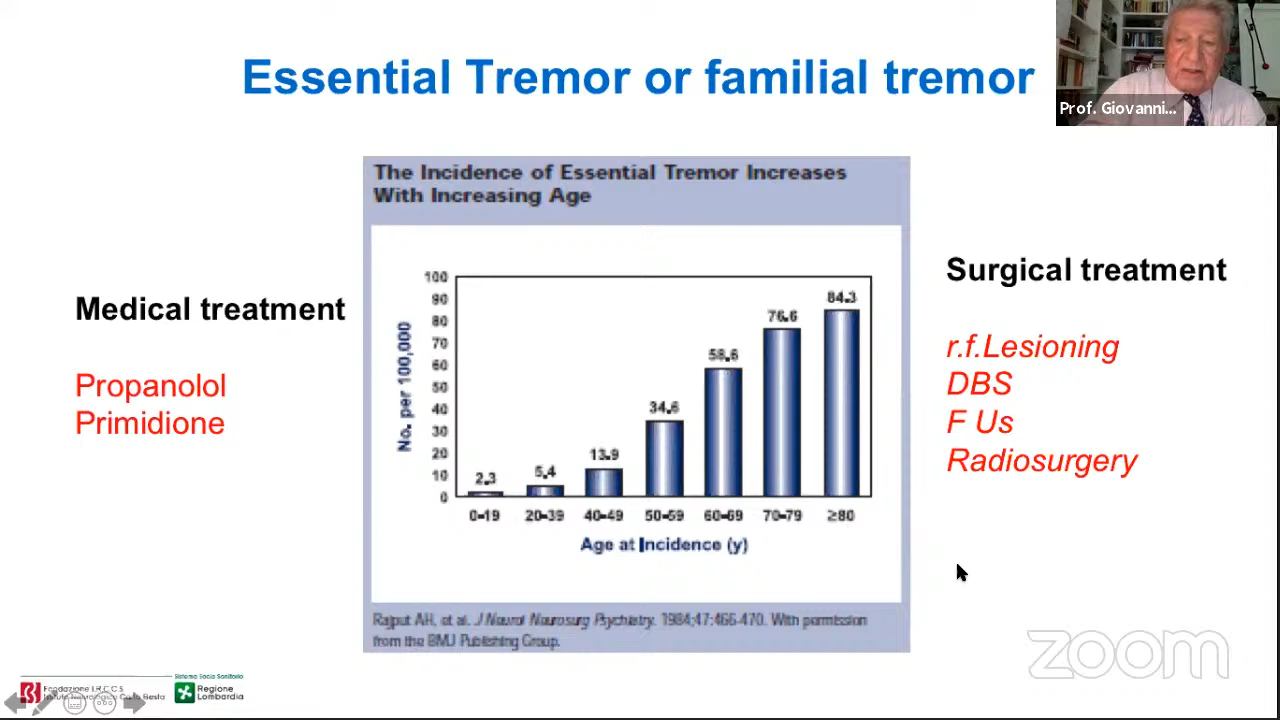 Essential Tremor or familial tremor
Prof. Giovanni...
The Incidence of Essential Tremor Increases
With Increasing Age
Medical treatment
Propanolol
Primidione
No. per 100,000
100
90
80
70
60
50
40
30
20
10
0
2.3
5.4
13.9
34.6
58.6
76.6
84.3
0-19
20-39
40-49
50-59
60-69
70-79
≥80
Age at Incidence (y)
Rajput AH, et al. J Neurol Neurosurg Psychiatry. 1984;47:466-470. With permission
from the BMJ Publishing Group.
Surgical treatment
r.f.Lesioning
DBS
F Us
Radiosurgery
zoom
Fondazione I.R.C.C.S.
Istituto Neurologico Carlo Besta
Sistema Socio Sanitario
Regione
Lombardia